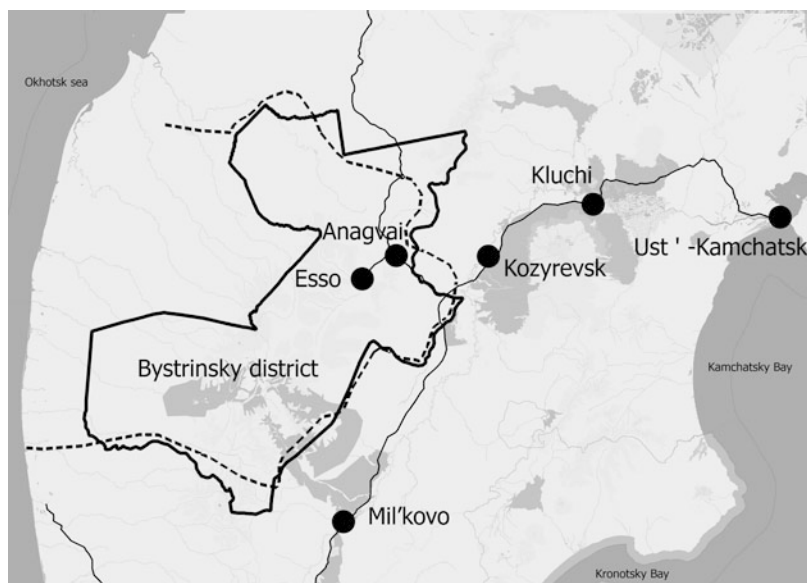 Okhotsk sea
Kluchi
Anagvai
Ust ' -Kamchatsk
Esso
Kozyrevsk
Bystrinsky district
Kamchatsky Bay
Mil'kovo
Kronotsky Bay